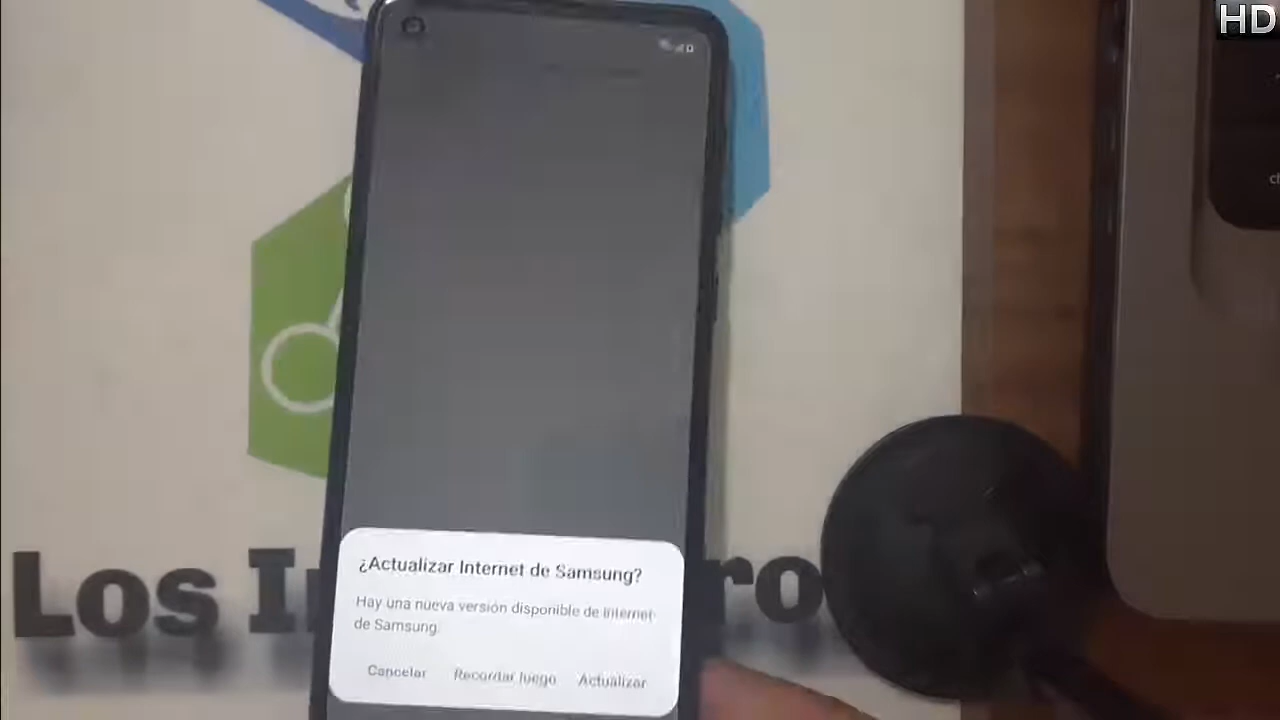 HD
¿Actualizar Internet de Samsung?
Hay una nueva versión disponible de Internet
de Samsung.
Cancelar Recordar luego Actualizar
Los
ro